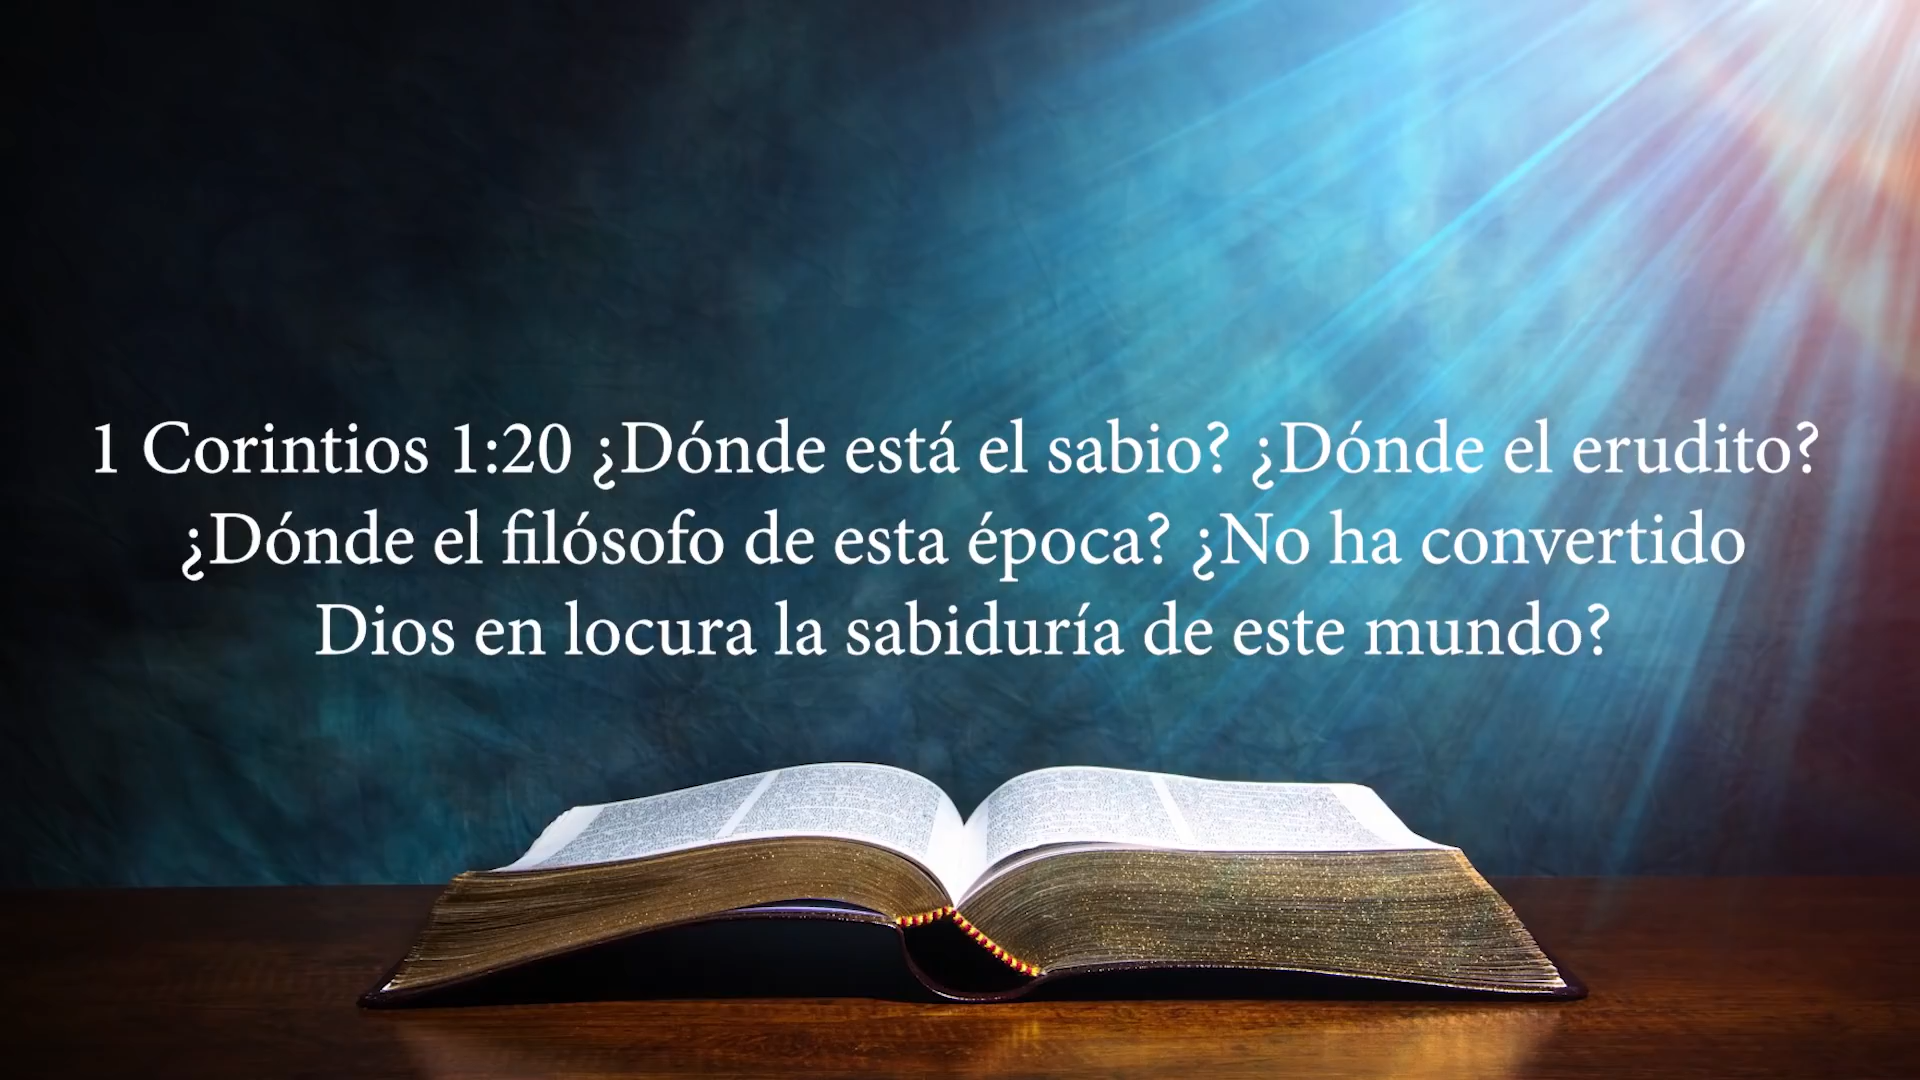 1 Corintios 1:20 ¿Dónde está el sabio? ¿Dónde el erudito?
¿Dónde el filósofo de esta época? ¿No ha convertido
Dios en locura la sabiduría de este mundo?